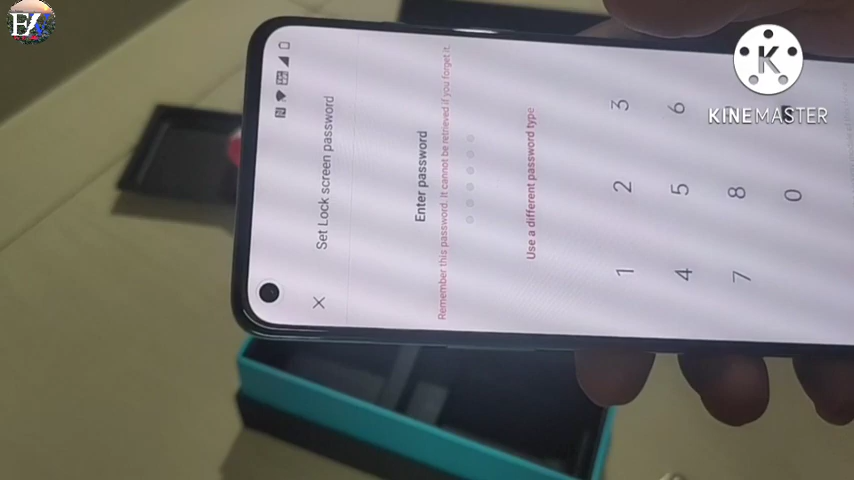 EV
KINEMASTER
Set Lock screen password
Enter password
Remember this password. It cannot be retrieved if you forget it.
Use a different password type
1 2 3
4 5 6
7 8
0